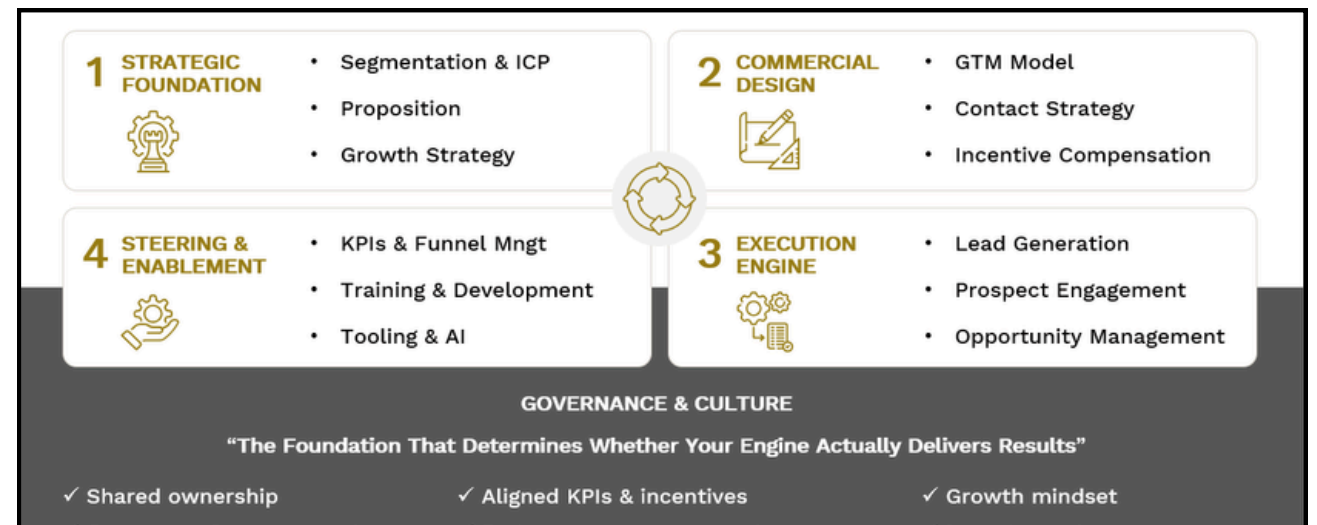 1 STRATEGIC
FOUNDATION
• Segmentation & ICP
• Proposition
• Growth Strategy
2 COMMERCIAL
DESIGN
• GTM Model
• Contact Strategy
• Incentive Compensation
4 STEERING &
ENABLEMENT
• KPIs & Funnel Mngt
• Training & Development
• Tooling & AI
3 EXECUTION
ENGINE
• Lead Generation
• Prospect Engagement
• Opportunity Management
GOVERNANCE & CULTURE
“The Foundation That Determines Whether Your Engine Actually Delivers Results”
✓ Shared ownership
✓ Aligned KPIs & incentives
✓ Growth mindset